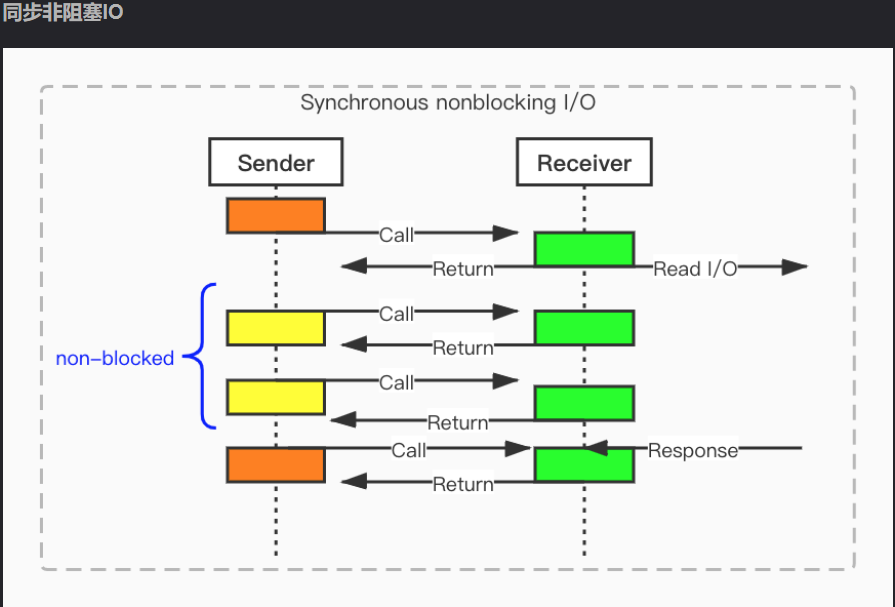 同步非阻塞IO
Synchronous nonblocking I/O
Sender
Receiver
Call
Return
Read I/O
Call
Return
non-blocked
Call
Return
Call
Response
Return